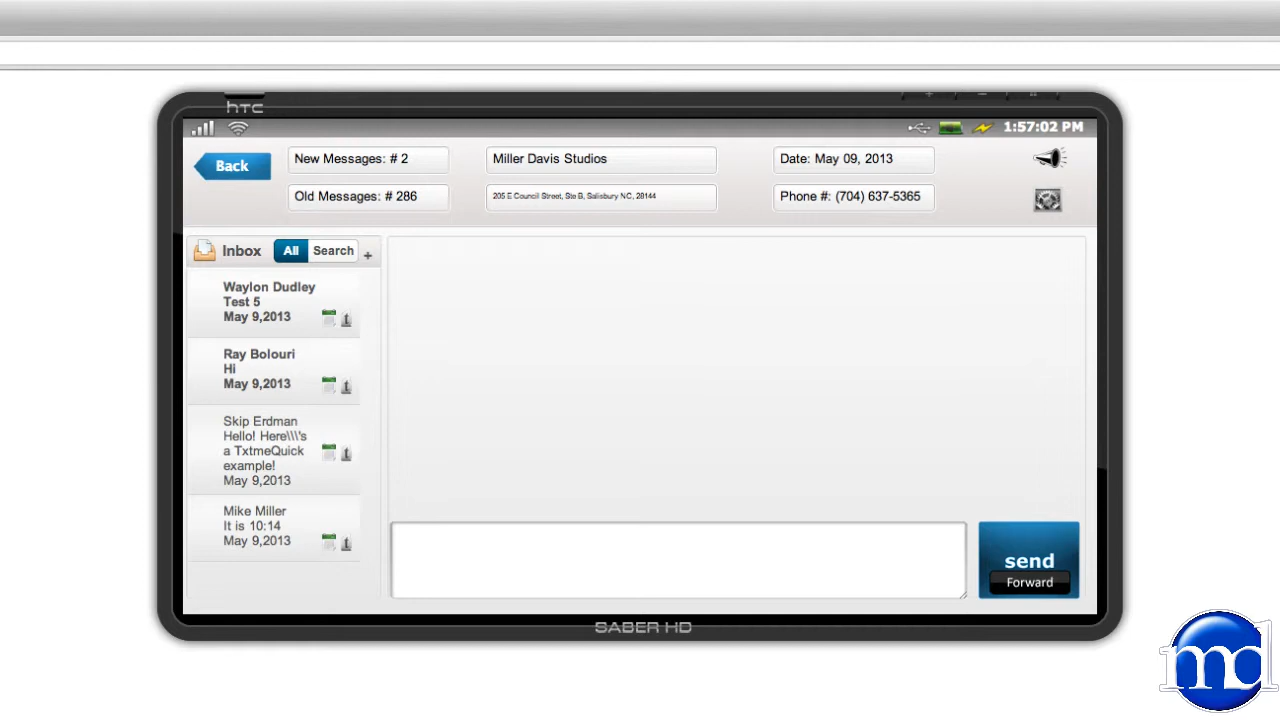 hTC
1:57:02 PM
Back
New Messages: # 2
Miller Davis Studios
Date: May 09, 2013
Old Messages: # 286
205 E Council Street, Ste B, Salisbury NC, 28144
Phone #: (704) 637-5365
Inbox
All
Search
+
Waylon Dudley
Test 5
May 9,2013
Ray Bolouri
Hi
May 9,2013
Skip Erdman
Hello! Here\\\'s
a TxtmeQuick
example!
May 9,2013
Mike Miller
It is 10:14
May 9,2013
send
Forward
SABER HD
md